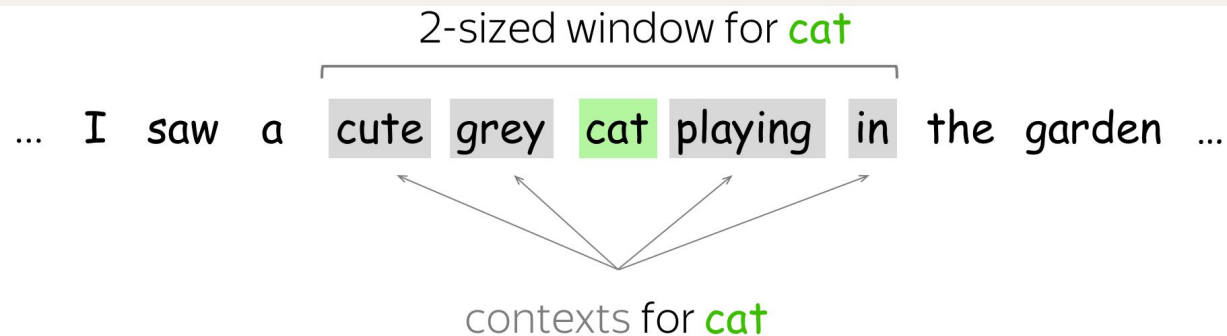 2-sized window for cat
... I saw a cute grey cat playing in the garden ...
contexts for cat